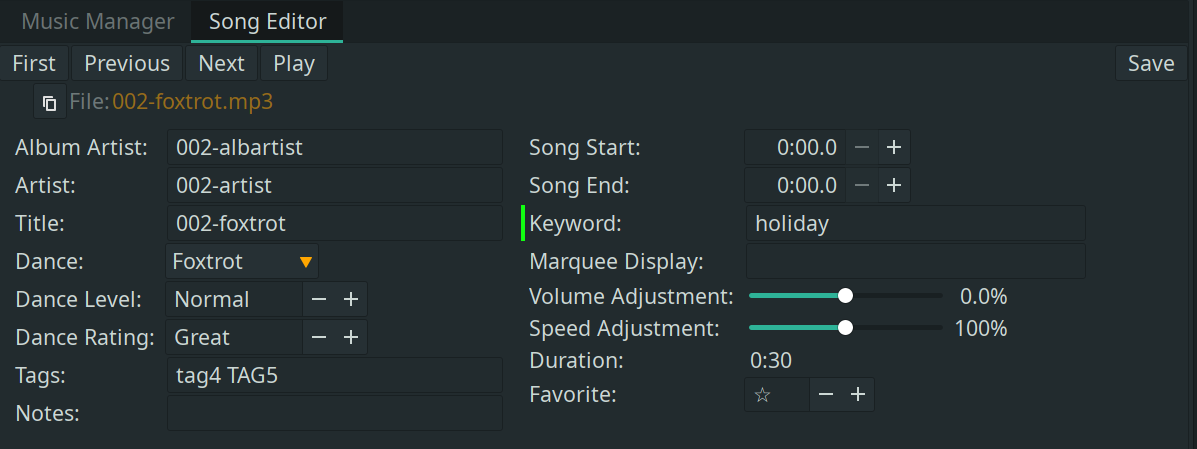 Music Manager Song Editor
First Previous Next Play Save
File: 002-foxtrot.mp3
Album Artist: 002-albartist Song Start: 0:00.0 − +
Artist: 002-artist Song End: 0:00.0 − +
Title: 002-foxtrot Keyword: holiday
Dance: Foxtrot Marquee Display:
Dance Level: Normal − + Volume Adjustment: 0.0%
Dance Rating: Great − + Speed Adjustment: 100%
Tags: tag4 TAG5 Duration: 0:30
Notes: Favorite: ☆ − +